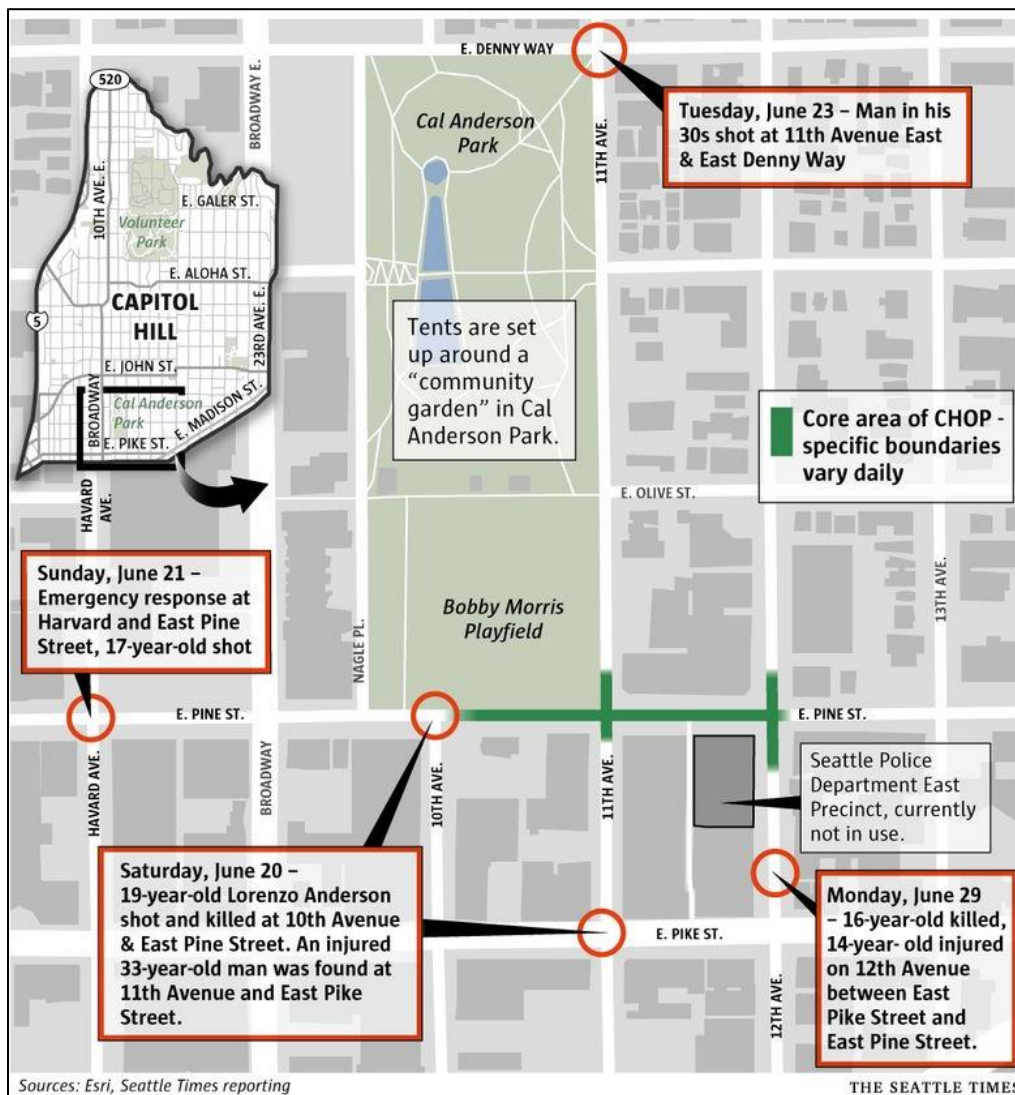 E. DENNY WAY
520
BROADWAY E.
Cal Anderson
Park
11TH AVE.
Tuesday, June 23 – Man in his
30s shot at 11th Avenue East
& East Denny Way
10TH AVE. E.
E. GALER ST.
Volunteer
Park
E. ALOHA ST.
CAPITOL
HILL
5
23RD AVE. E.
E. JOHN ST.
BROADWAY
Cal Anderson
Park
E. MADISON ST.
E. PIKE ST.
Tents are set
up around a
“community
garden” in Cal
Anderson Park.
Core area of CHOP -
specific boundaries
vary daily
HAVARD
AVE.
E. OLIVE ST.
Sunday, June 21 –
Emergency response at
Harvard and East Pine
Street, 17-year-old shot
Bobby Morris
Playfield
NAGLE PL.
13TH AVE.
E. PINE ST.
E. PINE ST.
HAVARD AVE.
BROADWAY
10TH AVE.
11TH AVE.
Seattle Police
Department East
Precinct, currently
not in use.
Saturday, June 20 –
19-year-old Lorenzo Anderson
shot and killed at 10th Avenue
& East Pine Street. An injured
33-year-old man was found at
11th Avenue and East Pike
Street.
E. PIKE ST.
12TH AVE.
Monday, June 29
– 16-year-old killed,
14-year- old injured
on 12th Avenue
between East
Pike Street and
East Pine Street.
Sources: Esri, Seattle Times reporting
THE SEATTLE TIMES